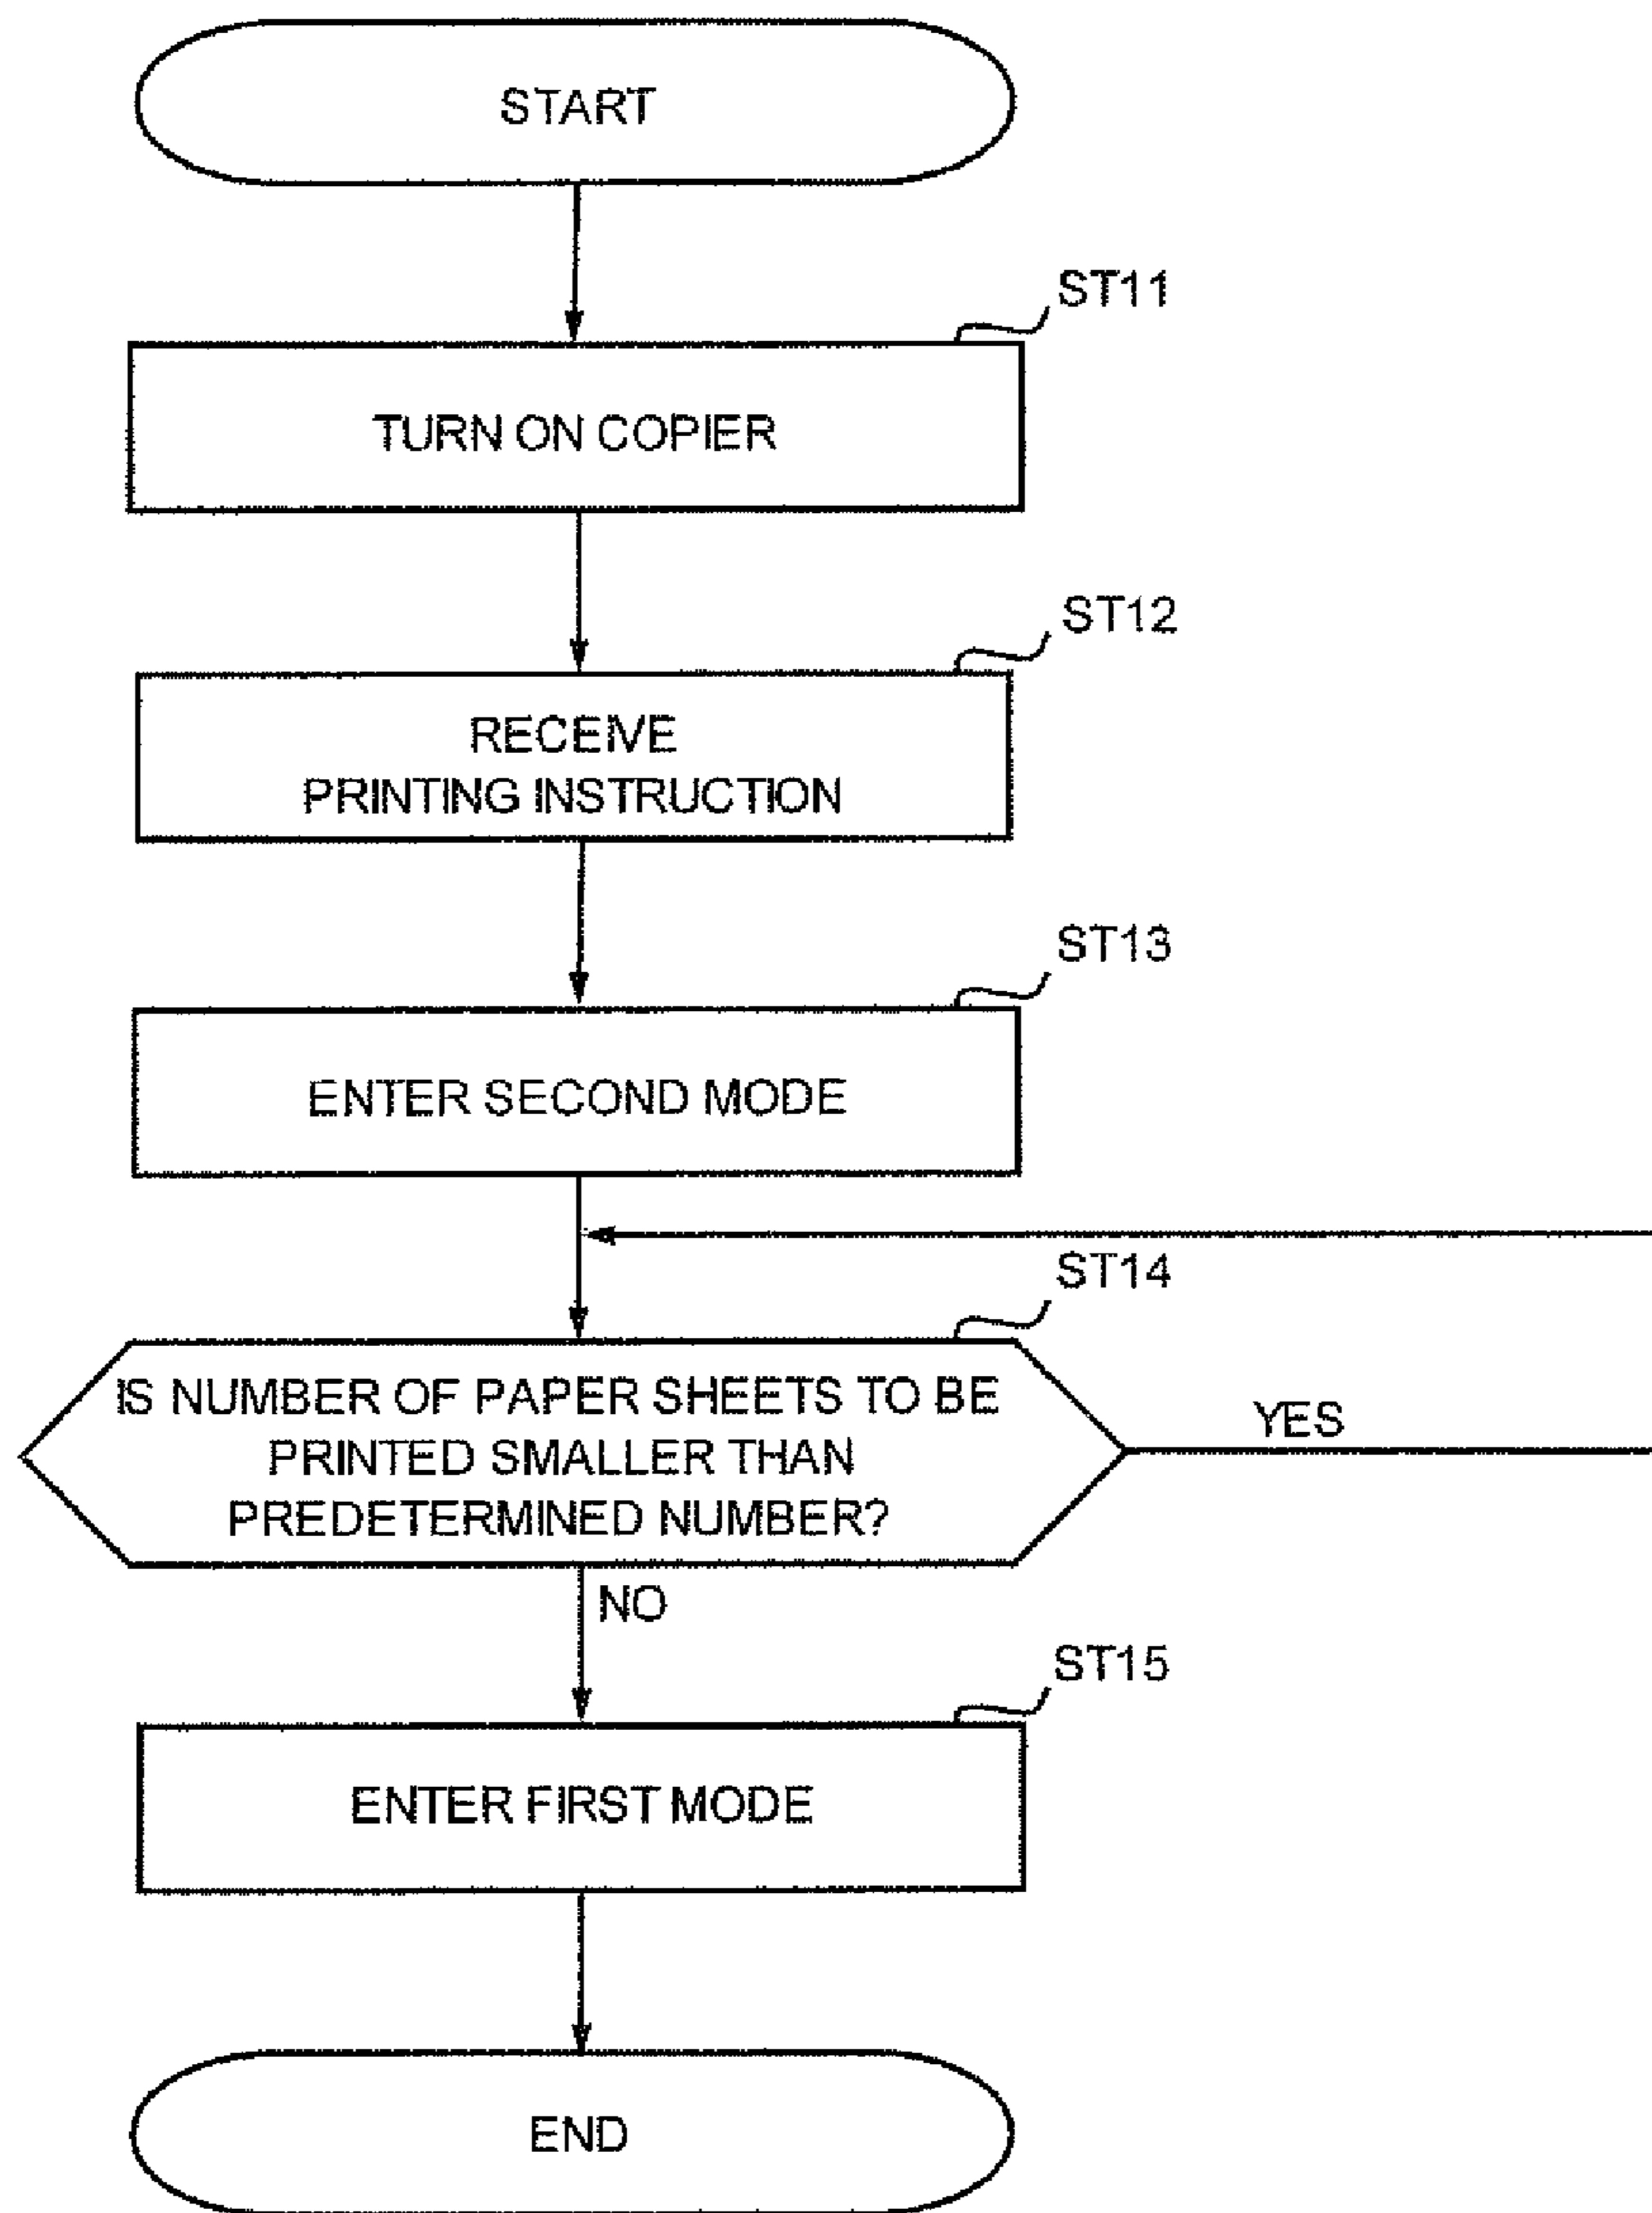 START
ST11
TURN ON COPIER
ST12
RECEIVE
PRINTING INSTRUCTION
ST13
ENTER SECOND MODE
ST14
IS NUMBER OF PAPER SHEETS TO BE
PRINTED SMALLER THAN
PREDETERMINED NUMBER?
YES
NO
ST15
ENTER FIRST MODE
END